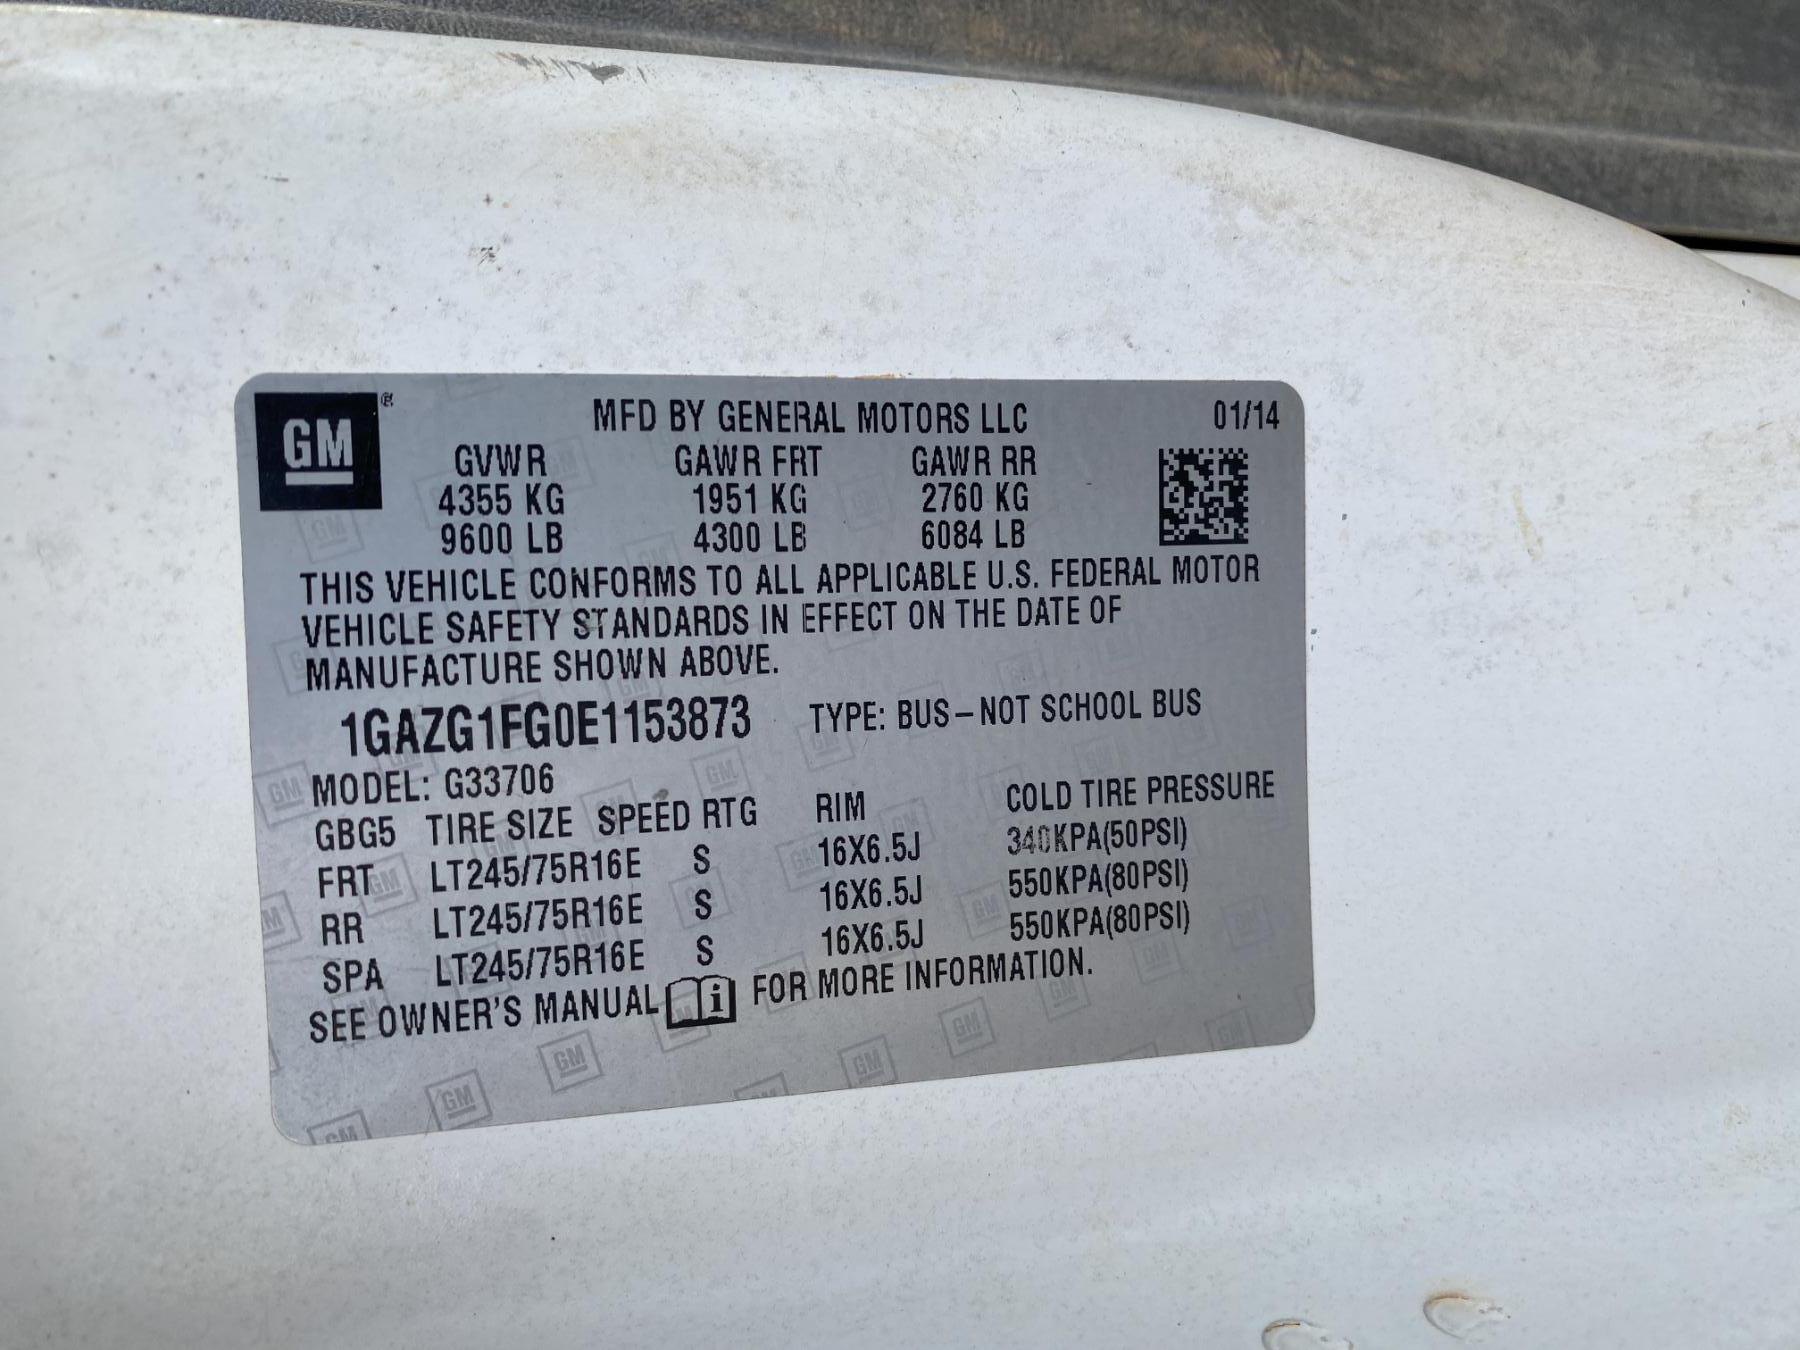 GM
MFD BY GENERAL MOTORS LLC 01/14
GVWR GAWR FRT GAWR RR
4355 KG 1951 KG 2760 KG
9600 LB 4300 LB 6084 LB
THIS VEHICLE CONFORMS TO ALL APPLICABLE U.S. FEDERAL MOTOR
VEHICLE SAFETY STANDARDS IN EFFECT ON THE DATE OF
MANUFACTURE SHOWN ABOVE.
1GAZG1FG0E1153873 TYPE: BUS–NOT SCHOOL BUS
MODEL: G33706
GBG5 TIRE SIZE SPEED RTG RIM COLD TIRE PRESSURE
FRT LT245/75R16E S 16X6.5J 340KPA(50PSI)
RR LT245/75R16E S 16X6.5J 550KPA(80PSI)
SPA LT245/75R16E S 16X6.5J 550KPA(80PSI)
SEE OWNER'S MANUAL i FOR MORE INFORMATION.